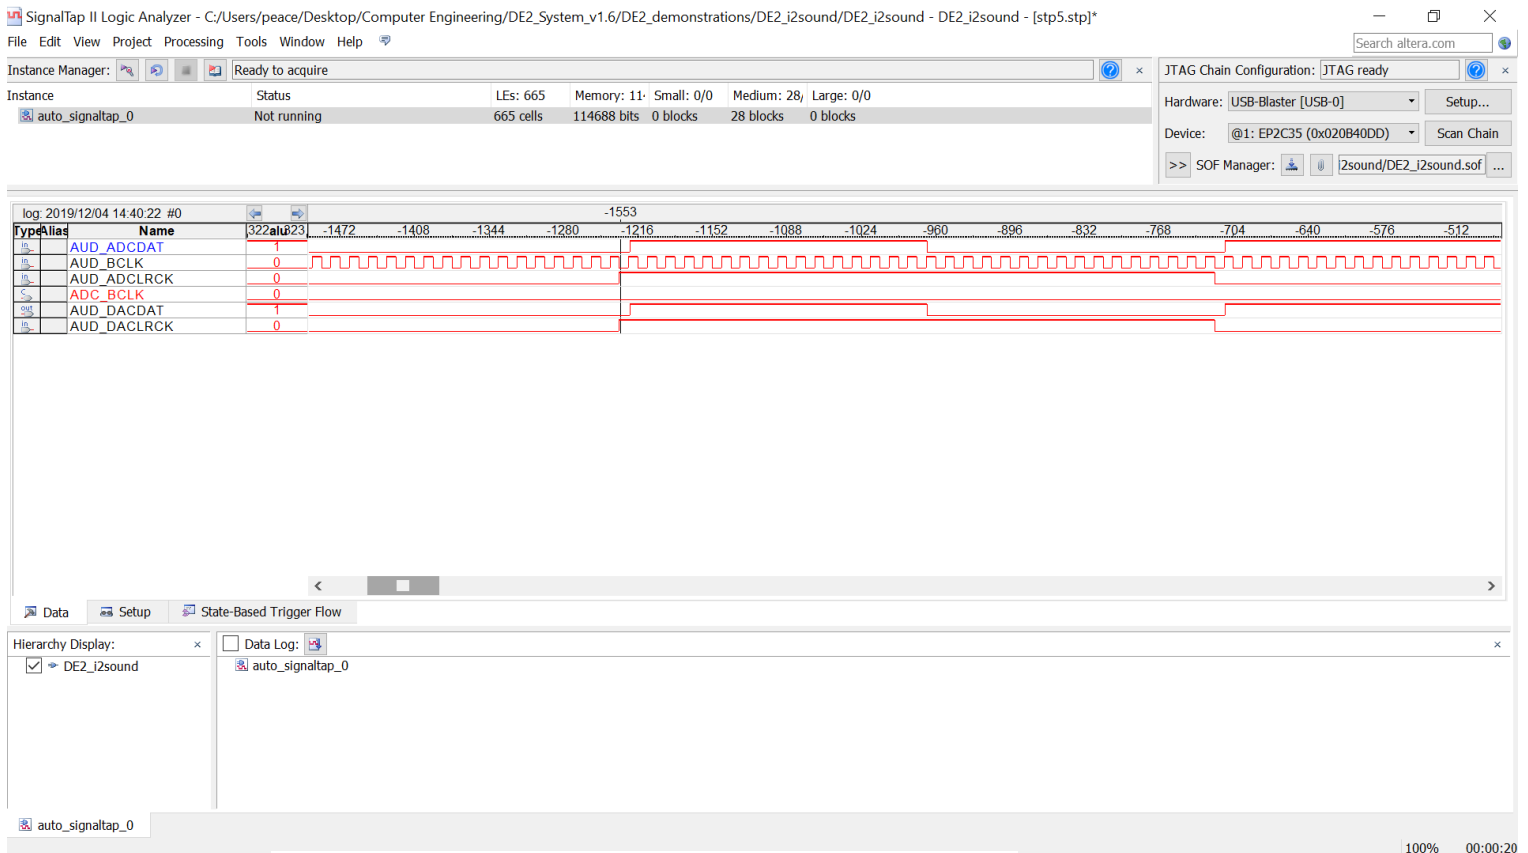 SignalTap II Logic Analyzer - C:/Users/peace/Desktop/Computer Engineering/DE2_System_v1.6/DE2_demonstrations/DE2_i2sound/DE2_i2sound - DE2_i2sound - [stp5.stp]*
File Edit View Project Processing Tools Window Help
Search altera.com
Instance Manager: Ready to acquire
JTAG Chain Configuration: JTAG ready
Instance Status LEs: 665 Memory: 11 Small: 0/0 Medium: 28/ Large: 0/0
auto_signaltap_0 Not running 665 cells 114688 bits 0 blocks 28 blocks 0 blocks
Hardware: USB-Blaster [USB-0] Setup...
Device: @1: EP2C35 (0x020B40DD) Scan Chain
>> SOF Manager: i2sound/DE2_i2sound.sof ...
log: 2019/12/04 14:40:22 #0 -1553
Type Alias Name 322alu323 -1472 -1408 -1344 -1280 -1216 -1152 -1088 -1024 -960 -896 -832 -768 -704 -640 -576 -512
in AUD_ADCDAT 1
in AUD_BCLK 0
in AUD_ADCLRCK 0
C ADC_BCLK 0
out AUD_DACDAT 1
in AUD_DACLRCK 0
Data Setup State-Based Trigger Flow
Hierarchy Display: × Data Log: ×
DE2_i2sound auto_signaltap_0
auto_signaltap_0
100% 00:00:20